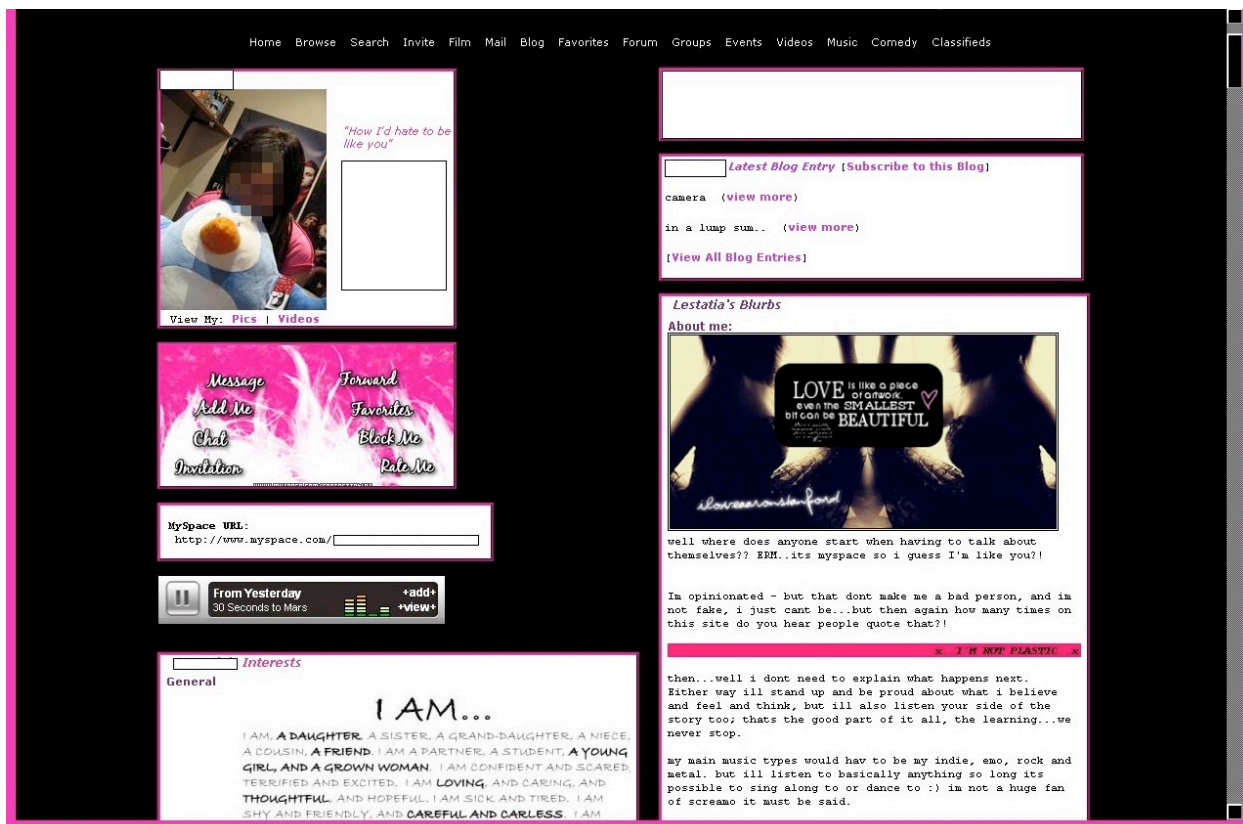 Home Browse Search Invite Film Mail Blog Favorites Forum Groups Events Videos Music Comedy Classifieds
"How I'd hate to be
like you"
View My: Pics | Videos
Message Forward
Add Me Favorites
Chat Block Me
Invitation Rate Me
MySpace URL:
http://www.myspace.com/
From Yesterday +add+
30 Seconds to Mars +view+
Interests
General
I AM...
I AM, A DAUGHTER, A SISTER, A GRAND-DAUGHTER, A NIECE,
A COUSIN, A FRIEND. I AM A PARTNER, A STUDENT, A YOUNG
GIRL, AND A GROWN WOMAN. I AM CONFIDENT AND SCARED,
TERRIFIED AND EXCITED. I AM LOVING, AND CARING, AND
THOUGHTFUL, AND HOPEFUL. I AM SICK AND TIRED. I AM
SHY AND FRIENDLY, AND CAREFUL AND CARLESS. I AM
Latest Blog Entry [Subscribe to this Blog]
camera (view more)
in a lump sum.. (view more)
[View All Blog Entries]
Lestatia's Blurbs
About me:
LOVE is like a piece
of artwork.
even the SMALLEST
bit can be BEAUTIFUL
iloveaaronstanford
well where does anyone start when having to talk about
themselves?? ERM..its myspace so i guess I'm like you?!
Im opinionated - but that dont make me a bad person, and im
not fake, i just cant be...but then again how many times on
this site do you hear people quote that?!
x. I'M NOT PLASTIC .x
then...well i dont need to explain what happens next.
Either way ill stand up and be proud about what i believe
and feel and think, but ill also listen your side of the
story too; thats the good part of it all, the learning...we
never stop.
my main music types would hav to be my indie, emo, rock and
metal. but ill listen to basically anything so long its
possible to sing along to or dance to :) im not a huge fan
of screamo it must be said.